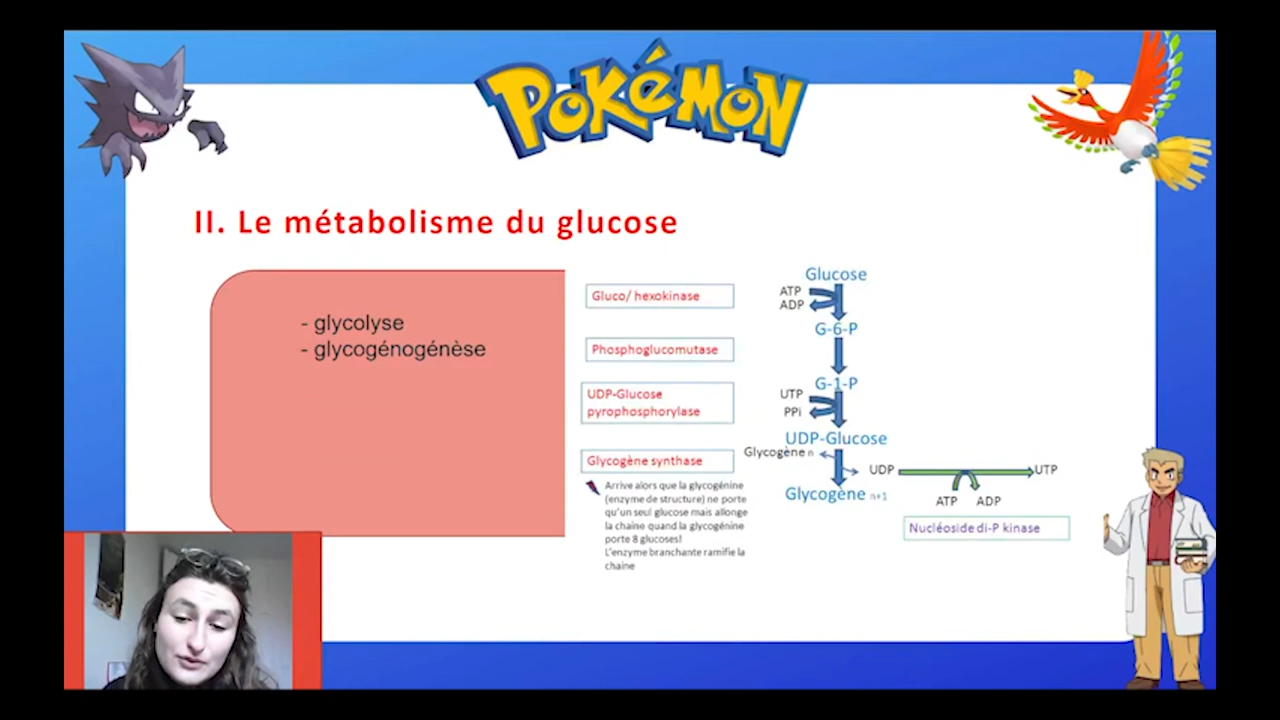 POKéMON
II. Le métabolisme du glucose
- glycolyse
- glycogénogénèse
Gluco/ hexokinase
Phosphoglucomutase
UDP-Glucose
pyrophosphorylase
Glycogène synthase
Arrive alors que la glycogénine
(enzyme de structure) ne porte
qu'un seul glucose mais allonge
la chaine quand la glycogénine
porte 8 glucoses!
L'enzyme branchante ramifie la
chaine
Glucose
ATP
ADP
G-6-P
G-1-P
UTP
PPi
UDP-Glucose
Glycogène n
Glycogène n+1
UDP
UTP
ATP
ADP
Nucléoside di-P kinase